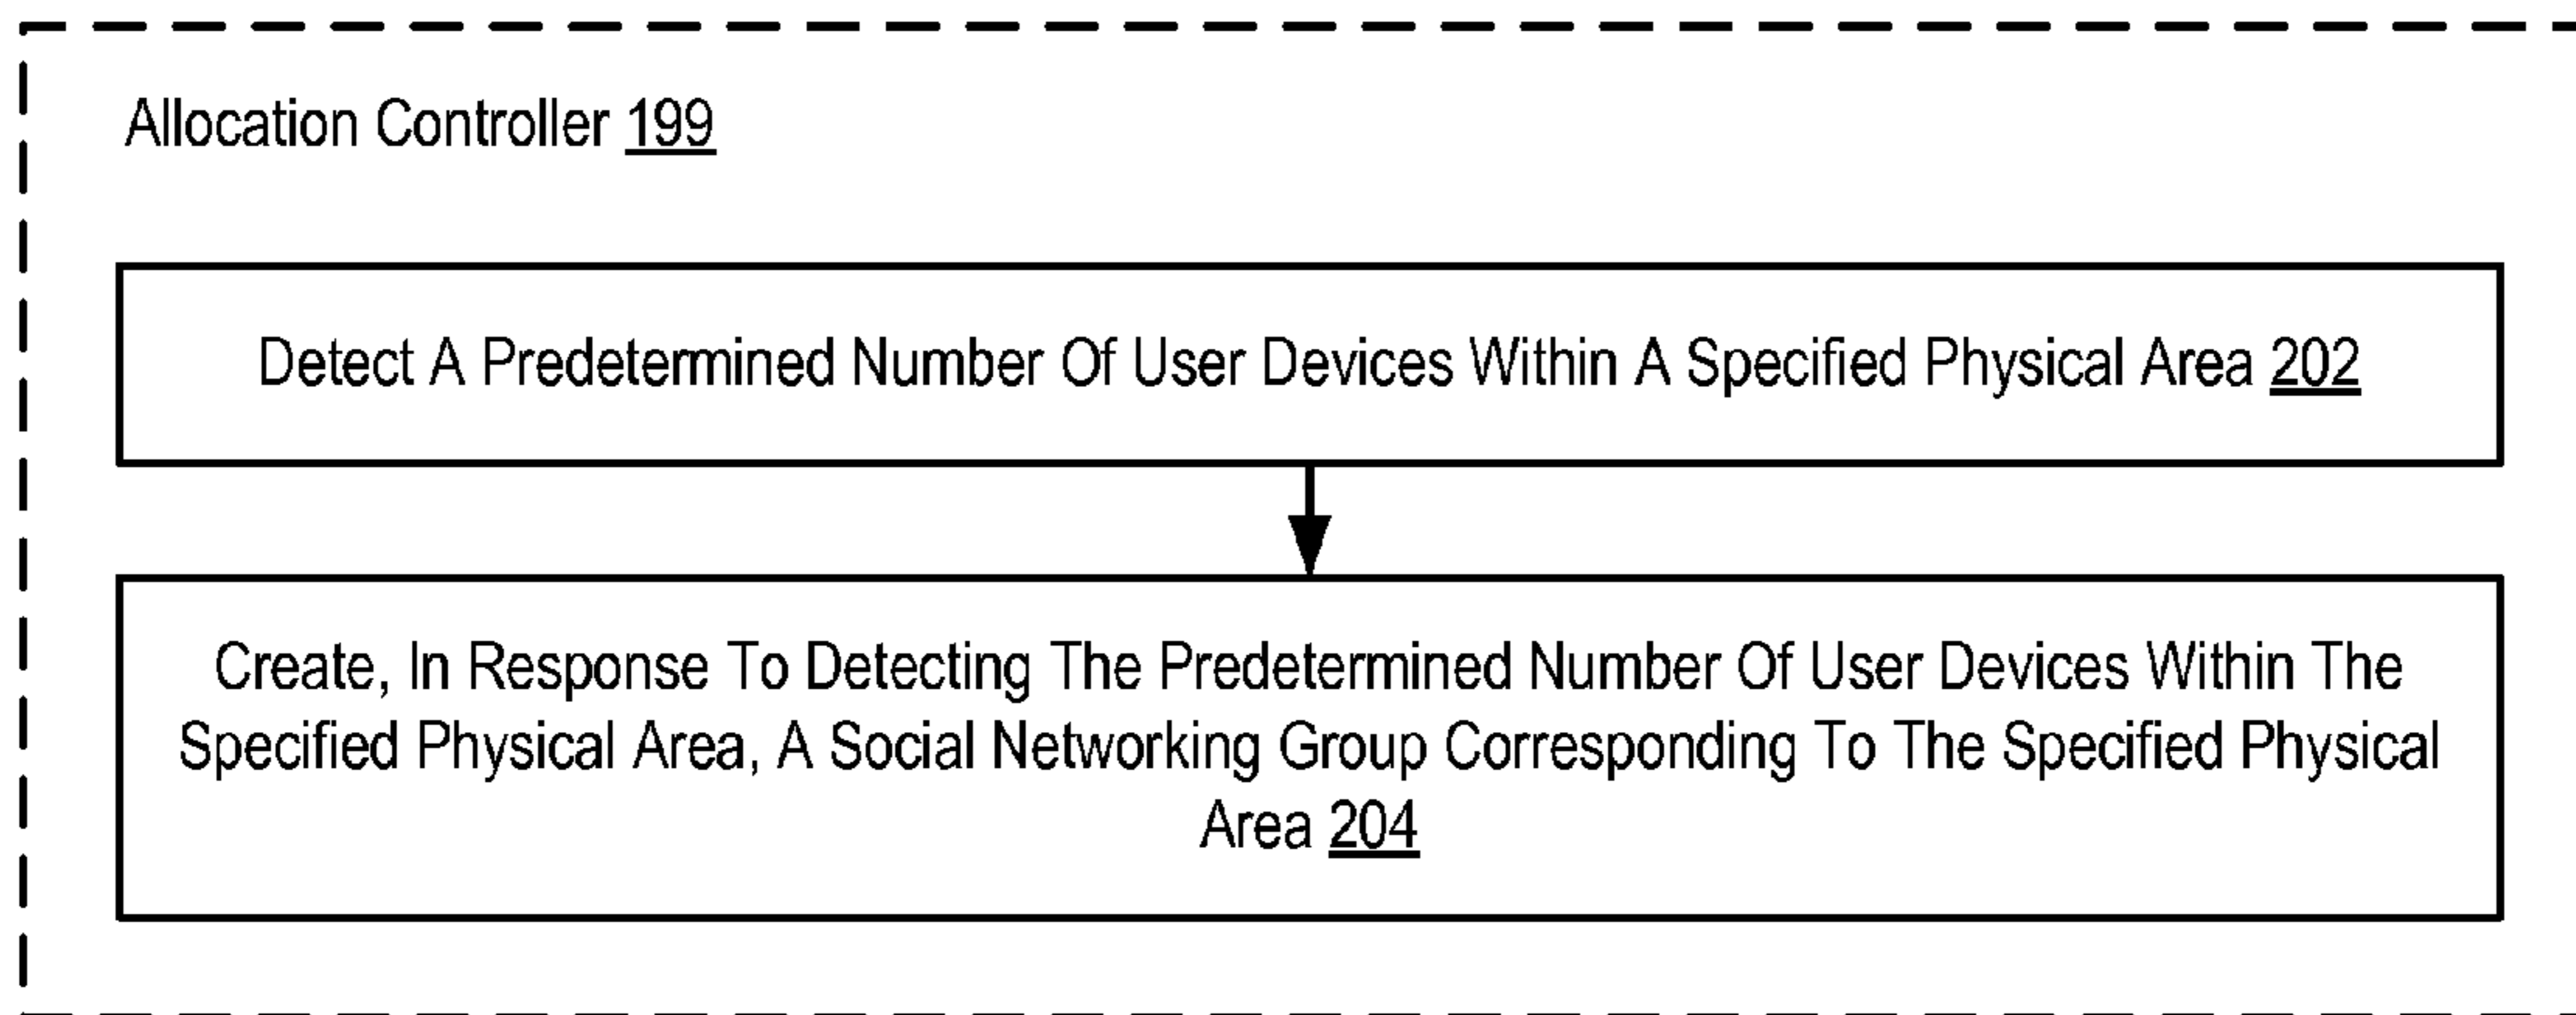 Allocation Controller 199
Detect A Predetermined Number Of User Devices Within A Specified Physical Area 202
Create, In Response To Detecting The Predetermined Number Of User Devices Within The
Specified Physical Area, A Social Networking Group Corresponding To The Specified Physical
Area 204